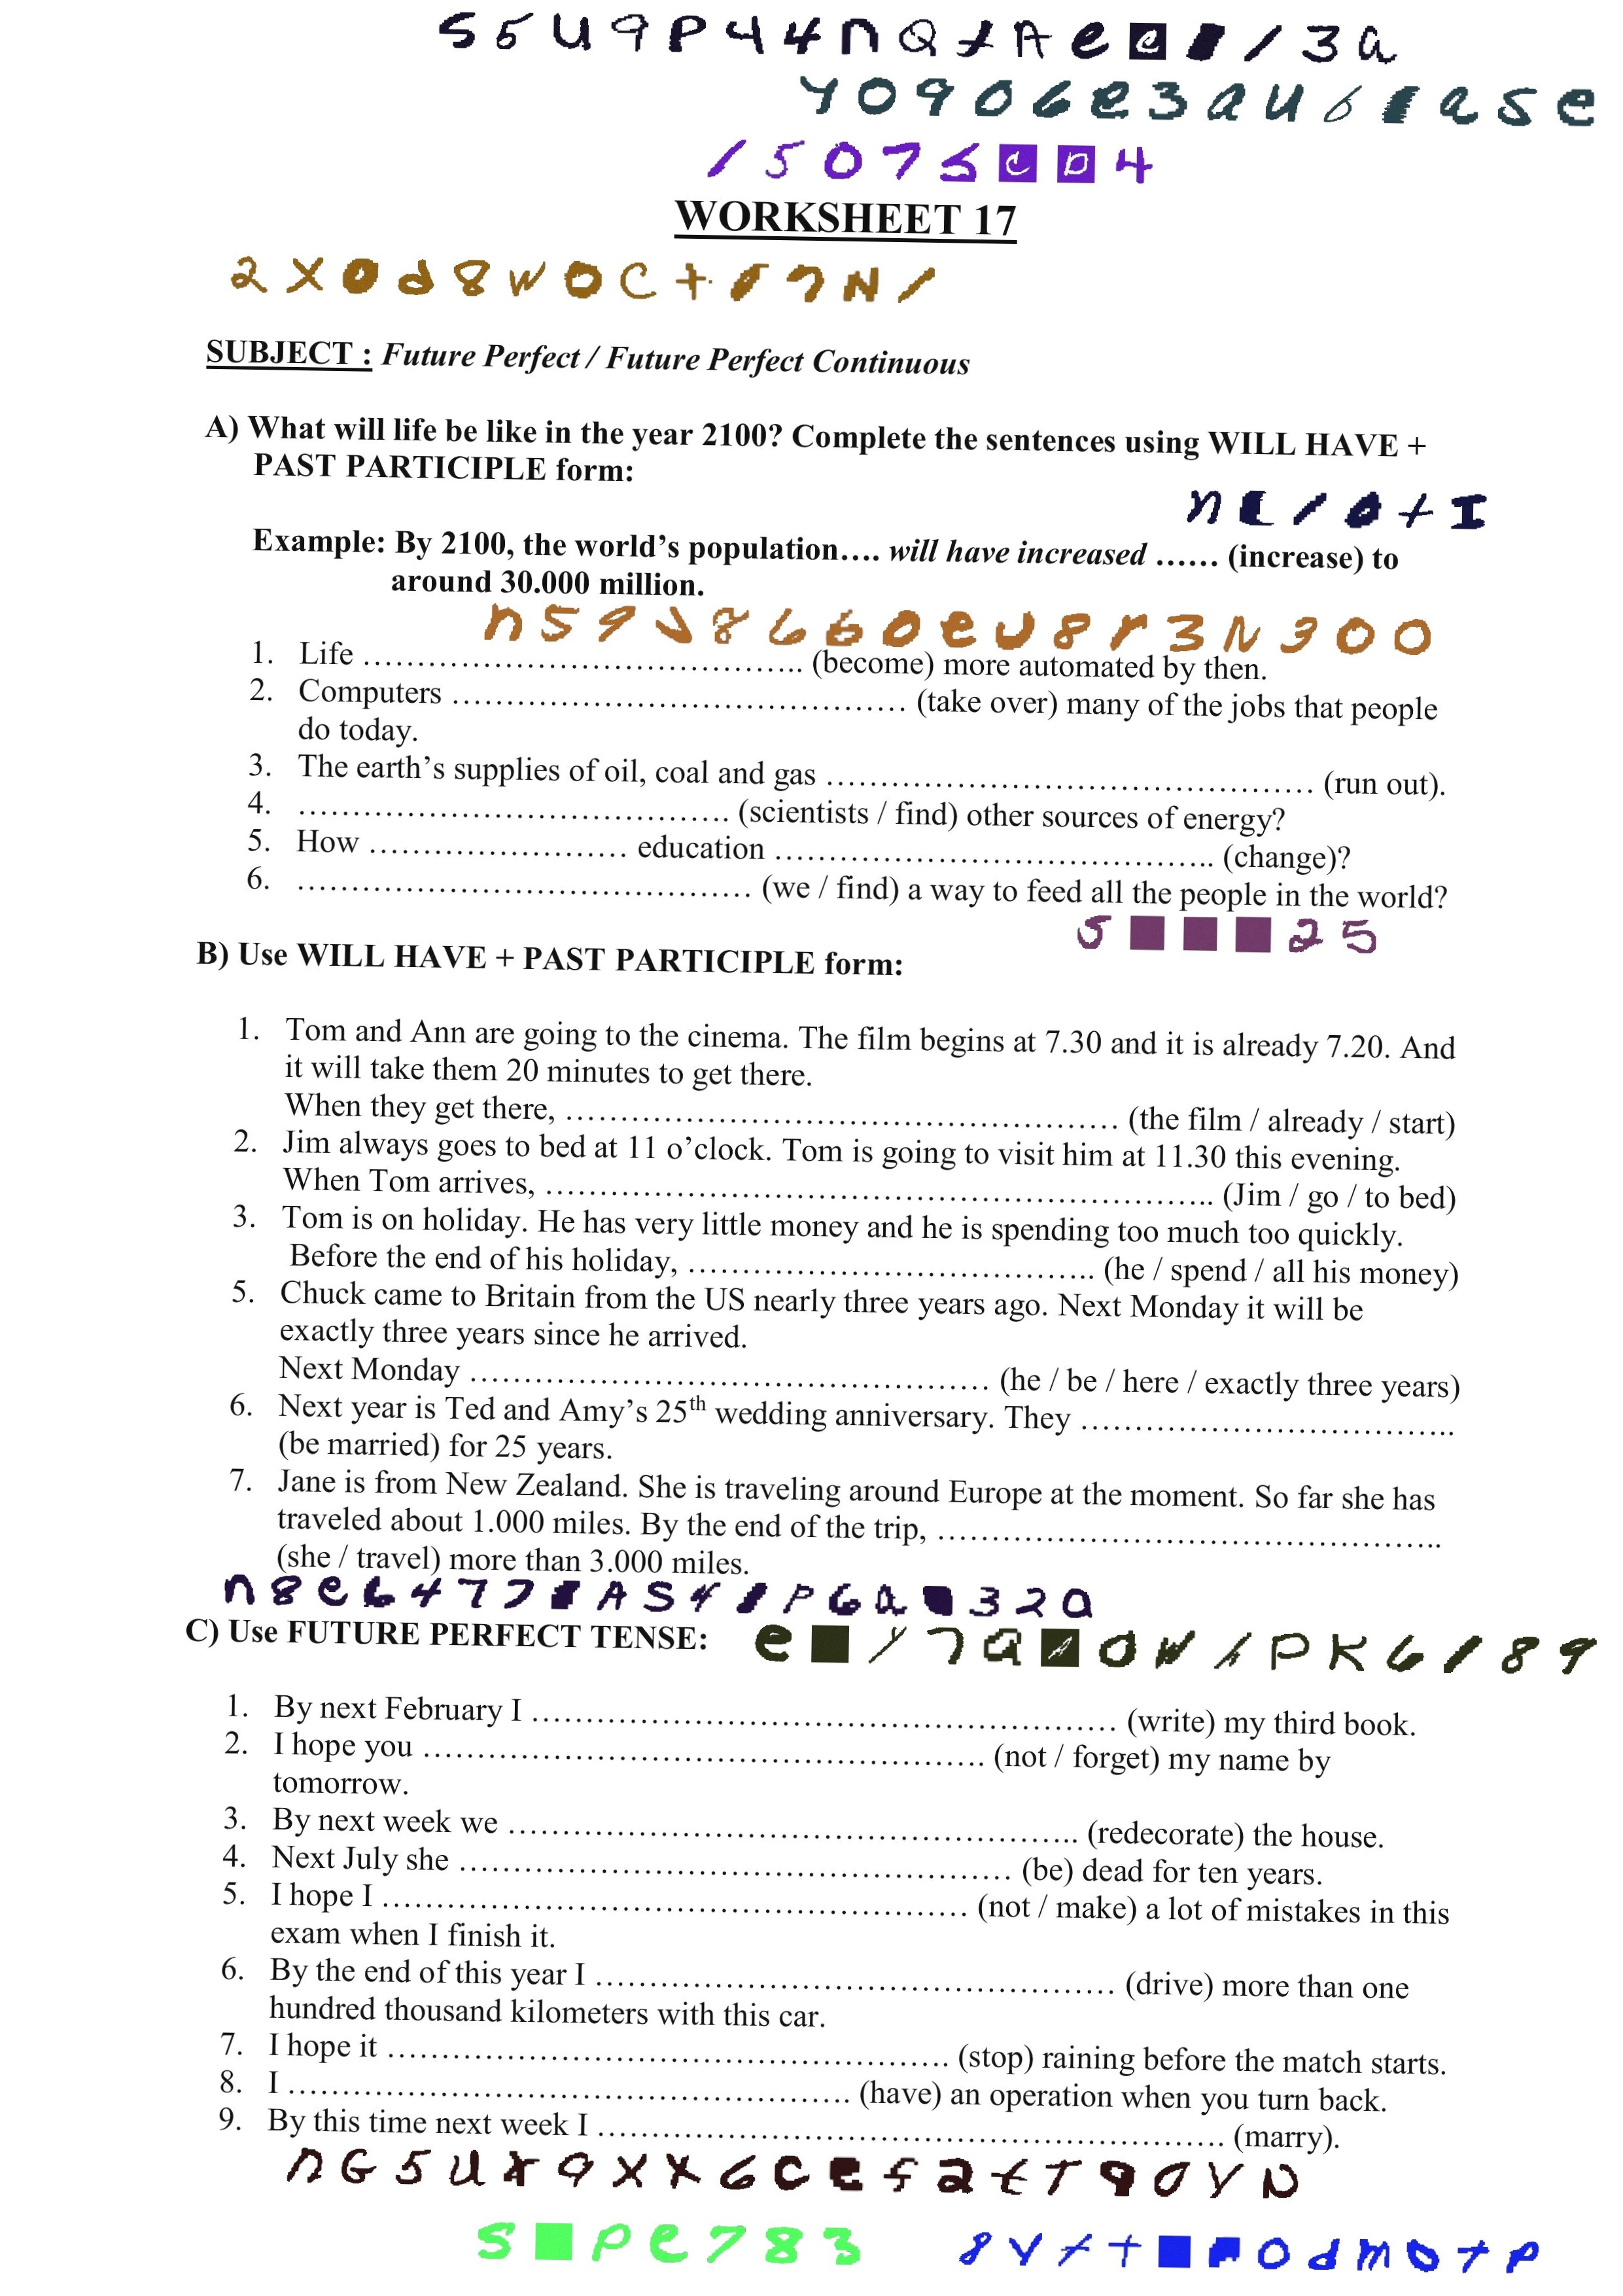 WORKSHEET 17
SUBJECT : Future Perfect / Future Perfect Continuous
A) What will life be like in the year 2100? Complete the sentences using WILL HAVE +
PAST PARTICIPLE form:
Example: By 2100, the world's population…. will have increased …… (increase) to
around 30.000 million.
1. Life ………………………………….. (become) more automated by then.
2. Computers …………………………………… (take over) many of the jobs that people
do today.
3. The earth's supplies of oil, coal and gas ……………………………………… (run out).
4. …………………………………. (scientists / find) other sources of energy?
5. How …………………… education ………………………………….. (change)?
6. …………………………………… (we / find) a way to feed all the people in the world?
B) Use WILL HAVE + PAST PARTICIPLE form:
1. Tom and Ann are going to the cinema. The film begins at 7.30 and it is already 7.20. And
it will take them 20 minutes to get there.
When they get there, …………………………………………… (the film / already / start)
2. Jim always goes to bed at 11 o'clock. Tom is going to visit him at 11.30 this evening.
When Tom arrives, …………………………………………………….. (Jim / go / to bed)
3. Tom is on holiday. He has very little money and he is spending too much too quickly.
Before the end of his holiday, ……………………………….. (he / spend / all his money)
5. Chuck came to Britain from the US nearly three years ago. Next Monday it will be
exactly three years since he arrived.
Next Monday ………………………………………… (he / be / here / exactly three years)
6. Next year is Ted and Amy's 25th wedding anniversary. They ……………………………..
(be married) for 25 years.
7. Jane is from New Zealand. She is traveling around Europe at the moment. So far she has
traveled about 1.000 miles. By the end of the trip, ………………………………………..
(she / travel) more than 3.000 miles.
C) Use FUTURE PERFECT TENSE:
1. By next February I ……………………………………………… (write) my third book.
2. I hope you ……………………………………………. (not / forget) my name by
tomorrow.
3. By next week we …………………………………………….. (redecorate) the house.
4. Next July she …………………………………………… (be) dead for ten years.
5. I hope I ……………………………………………… (not / make) a lot of mistakes in this
exam when I finish it.
6. By the end of this year I ………………………………………… (drive) more than one
hundred thousand kilometers with this car.
7. I hope it ……………………………………………. (stop) raining before the match starts.
8. I ……………………………………………. (have) an operation when you turn back.
9. By this time next week I …………………………………………………. (marry).